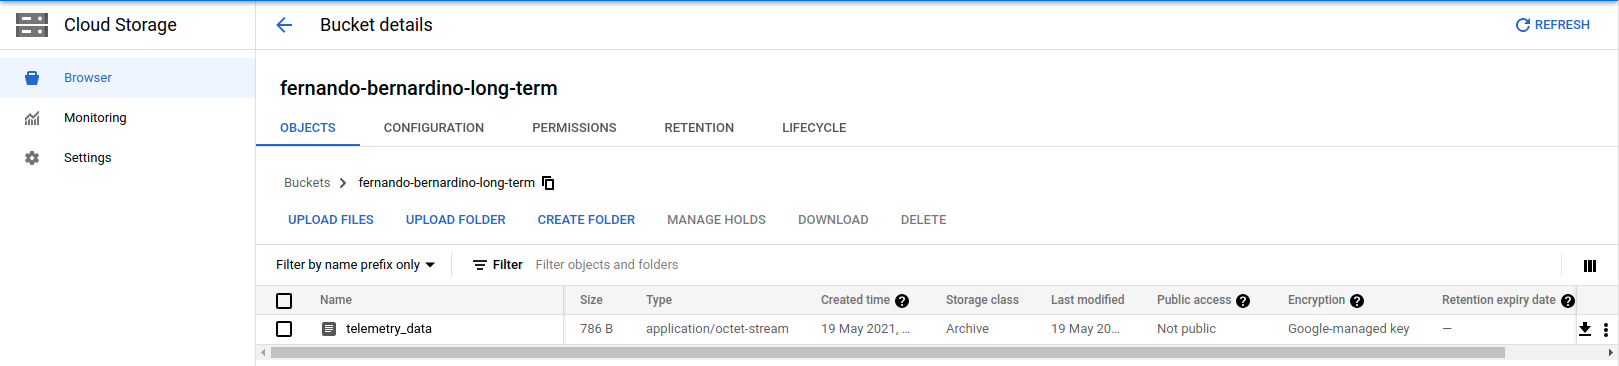 Cloud Storage
Bucket details
REFRESH
Browser
Monitoring
Settings
fernando-bernardino-long-term
OBJECTS CONFIGURATION PERMISSIONS RETENTION LIFECYCLE
Buckets > fernando-bernardino-long-term
UPLOAD FILES UPLOAD FOLDER CREATE FOLDER MANAGE HOLDS DOWNLOAD DELETE
Filter by name prefix only Filter Filter objects and folders
Name Size Type Created time Storage class Last modified Public access Encryption Retention expiry date
telemetry_data 786 B application/octet-stream 19 May 2021, ... Archive 19 May 20... Not public Google-managed key —